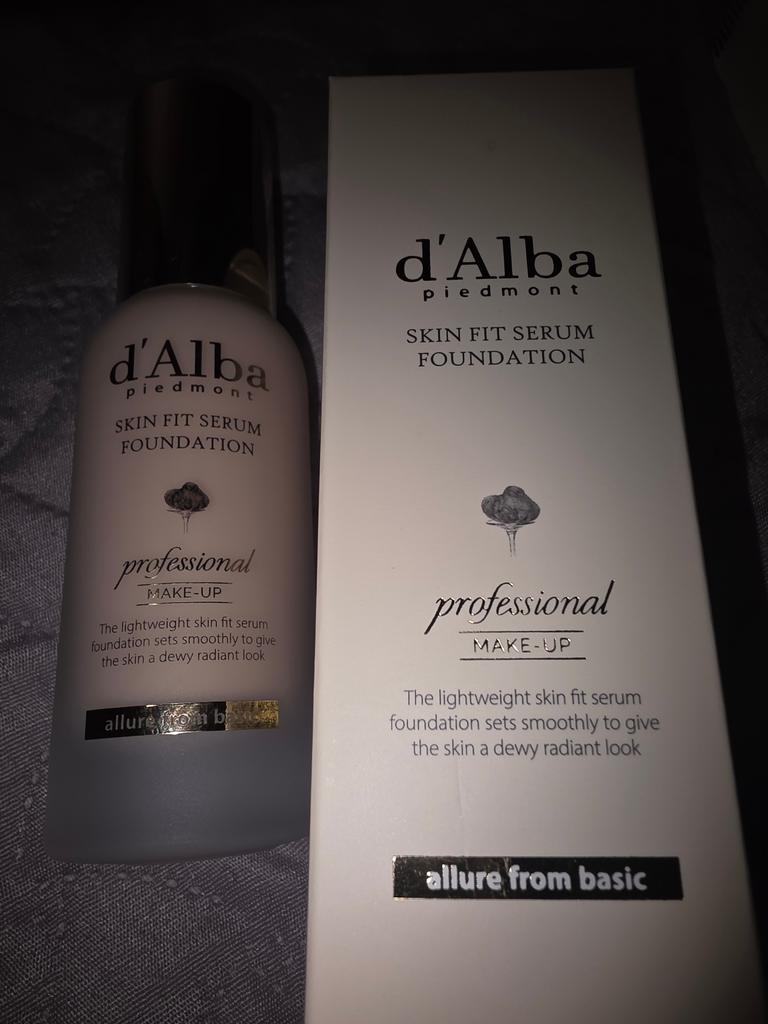 d'Alba
piedmont
SKIN FIT SERUM
FOUNDATION
professional
MAKE-UP
The lightweight skin fit serum
foundation sets smoothly to give
the skin a dewy radiant look
allure from basic
d'Alba
piedmont
SKIN FIT SERUM
FOUNDATION
professional
MAKE-UP
The lightweight skin fit serum
foundation sets smoothly to give
the skin a dewy radiant look
allure from basic